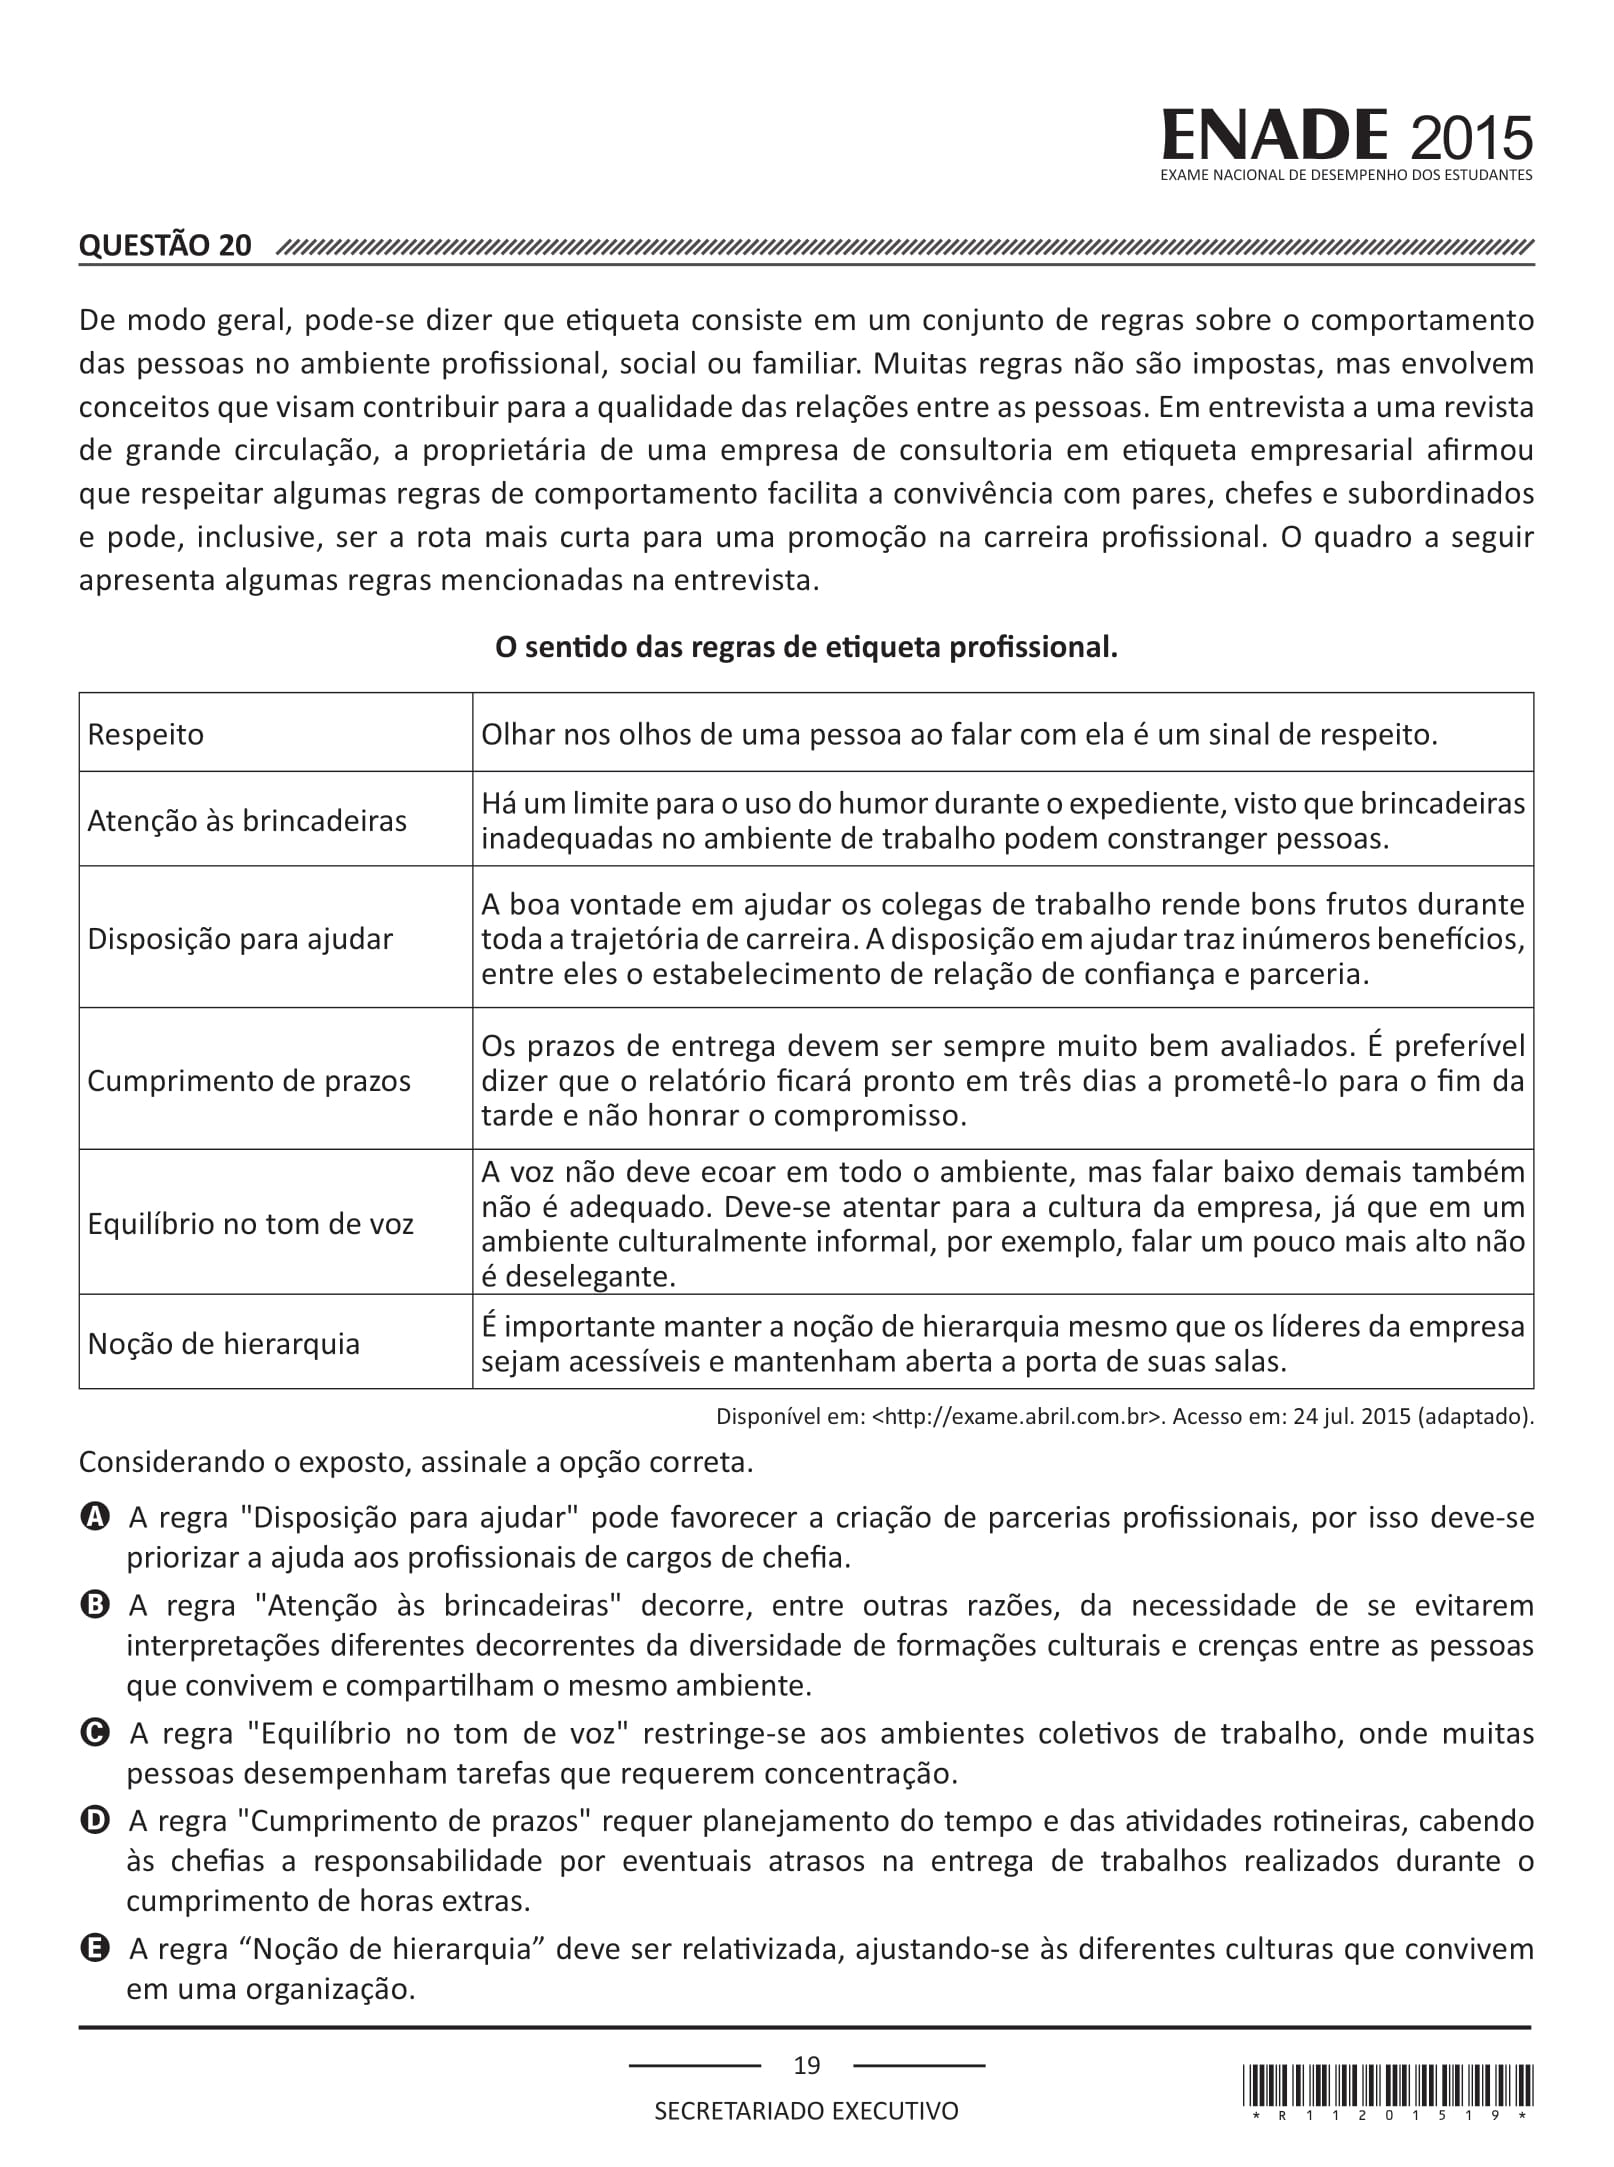 ENADE 2015
EXAME NACIONAL DE DESEMPENHO DOS ESTUDANTES
QUESTÃO 20
De modo geral, pode-se dizer que etiqueta consiste em um conjunto de regras sobre o comportamento
das pessoas no ambiente profissional, social ou familiar. Muitas regras não são impostas, mas envolvem
conceitos que visam contribuir para a qualidade das relações entre as pessoas. Em entrevista a uma revista
de grande circulação, a proprietária de uma empresa de consultoria em etiqueta empresarial afirmou
que respeitar algumas regras de comportamento facilita a convivência com pares, chefes e subordinados
e pode, inclusive, ser a rota mais curta para uma promoção na carreira profissional. O quadro a seguir
apresenta algumas regras mencionadas na entrevista.
O sentido das regras de etiqueta profissional.
Respeito
Olhar nos olhos de uma pessoa ao falar com ela é um sinal de respeito.
Atenção às brincadeiras
Há um limite para o uso do humor durante o expediente, visto que brincadeiras
inadequadas no ambiente de trabalho podem constranger pessoas.
Disposição para ajudar
A boa vontade em ajudar os colegas de trabalho rende bons frutos durante
toda a trajetória de carreira. A disposição em ajudar traz inúmeros benefícios,
entre eles o estabelecimento de relação de confiança e parceria.
Cumprimento de prazos
Os prazos de entrega devem ser sempre muito bem avaliados. É preferível
dizer que o relatório ficará pronto em três dias a prometê-lo para o fim da
tarde e não honrar o compromisso.
Equilíbrio no tom de voz
A voz não deve ecoar em todo o ambiente, mas falar baixo demais também
não é adequado. Deve-se atentar para a cultura da empresa, já que em um
ambiente culturalmente informal, por exemplo, falar um pouco mais alto não
é deselegante.
Noção de hierarquia
É importante manter a noção de hierarquia mesmo que os líderes da empresa
sejam acessíveis e mantenham aberta a porta de suas salas.
Disponível em: <http://exame.abril.com.br>. Acesso em: 24 jul. 2015 (adaptado).
Considerando o exposto, assinale a opção correta.
A A regra "Disposição para ajudar" pode favorecer a criação de parcerias profissionais, por isso deve-se
priorizar a ajuda aos profissionais de cargos de chefia.
B A regra "Atenção às brincadeiras" decorre, entre outras razões, da necessidade de se evitarem
interpretações diferentes decorrentes da diversidade de formações culturais e crenças entre as pessoas
que convivem e compartilham o mesmo ambiente.
C A regra "Equilíbrio no tom de voz" restringe-se aos ambientes coletivos de trabalho, onde muitas
pessoas desempenham tarefas que requerem concentração.
D A regra "Cumprimento de prazos" requer planejamento do tempo e das atividades rotineiras, cabendo
às chefias a responsabilidade por eventuais atrasos na entrega de trabalhos realizados durante o
cumprimento de horas extras.
E A regra “Noção de hierarquia” deve ser relativizada, ajustando-se às diferentes culturas que convivem
em uma organização.
19
SECRETARIADO EXECUTIVO
* R 1 1 2 0 1 5 1 9 *